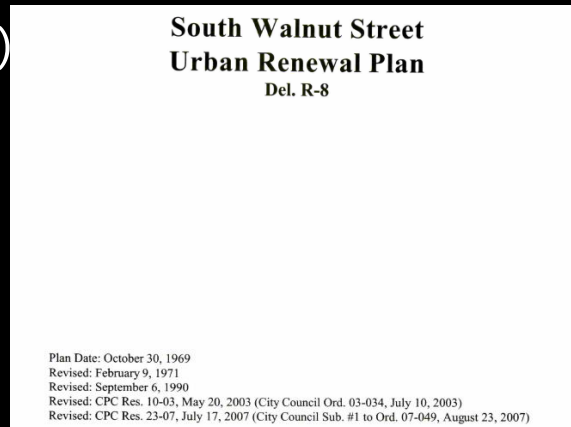 South Walnut Street
Urban Renewal Plan
Del. R-8
Plan Date: October 30, 1969
Revised: February 9, 1971
Revised: September 6, 1990
Revised: CPC Res. 10-03, May 20, 2003 (City Council Ord. 03-034, July 10, 2003)
Revised: CPC Res. 23-07, July 17, 2007 (City Council Sub. #1 to Ord. 07-049, August 23, 2007)